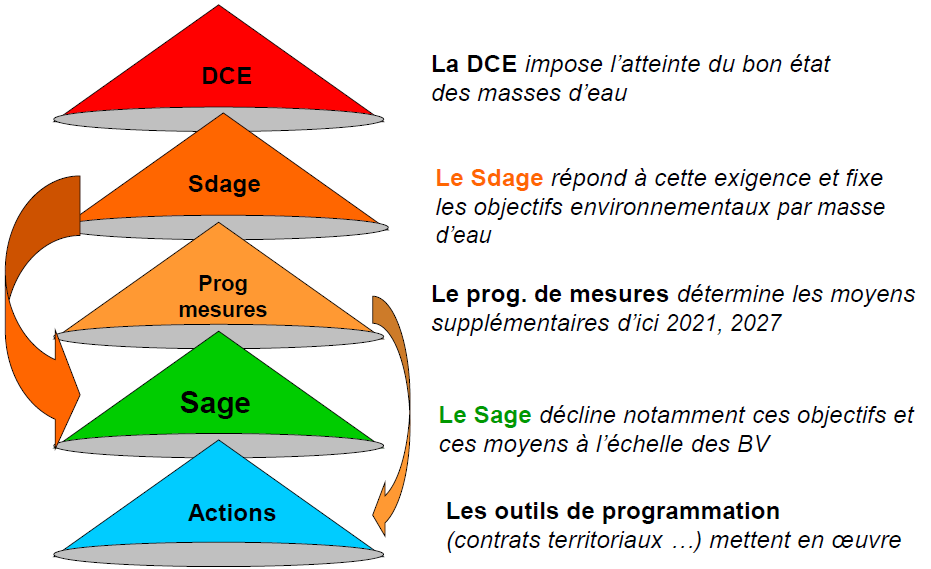 DCE
La DCE impose l’atteinte du bon état
des masses d’eau
Sdage
Le Sdage répond à cette exigence et fixe
les objectifs environnementaux par masse
d’eau
Prog
mesures
Le prog. de mesures détermine les moyens
supplémentaires d’ici 2021, 2027
Sage
Le Sage décline notamment ces objectifs et
ces moyens à l’échelle des BV
Actions
Les outils de programmation
(contrats territoriaux …) mettent en œuvre